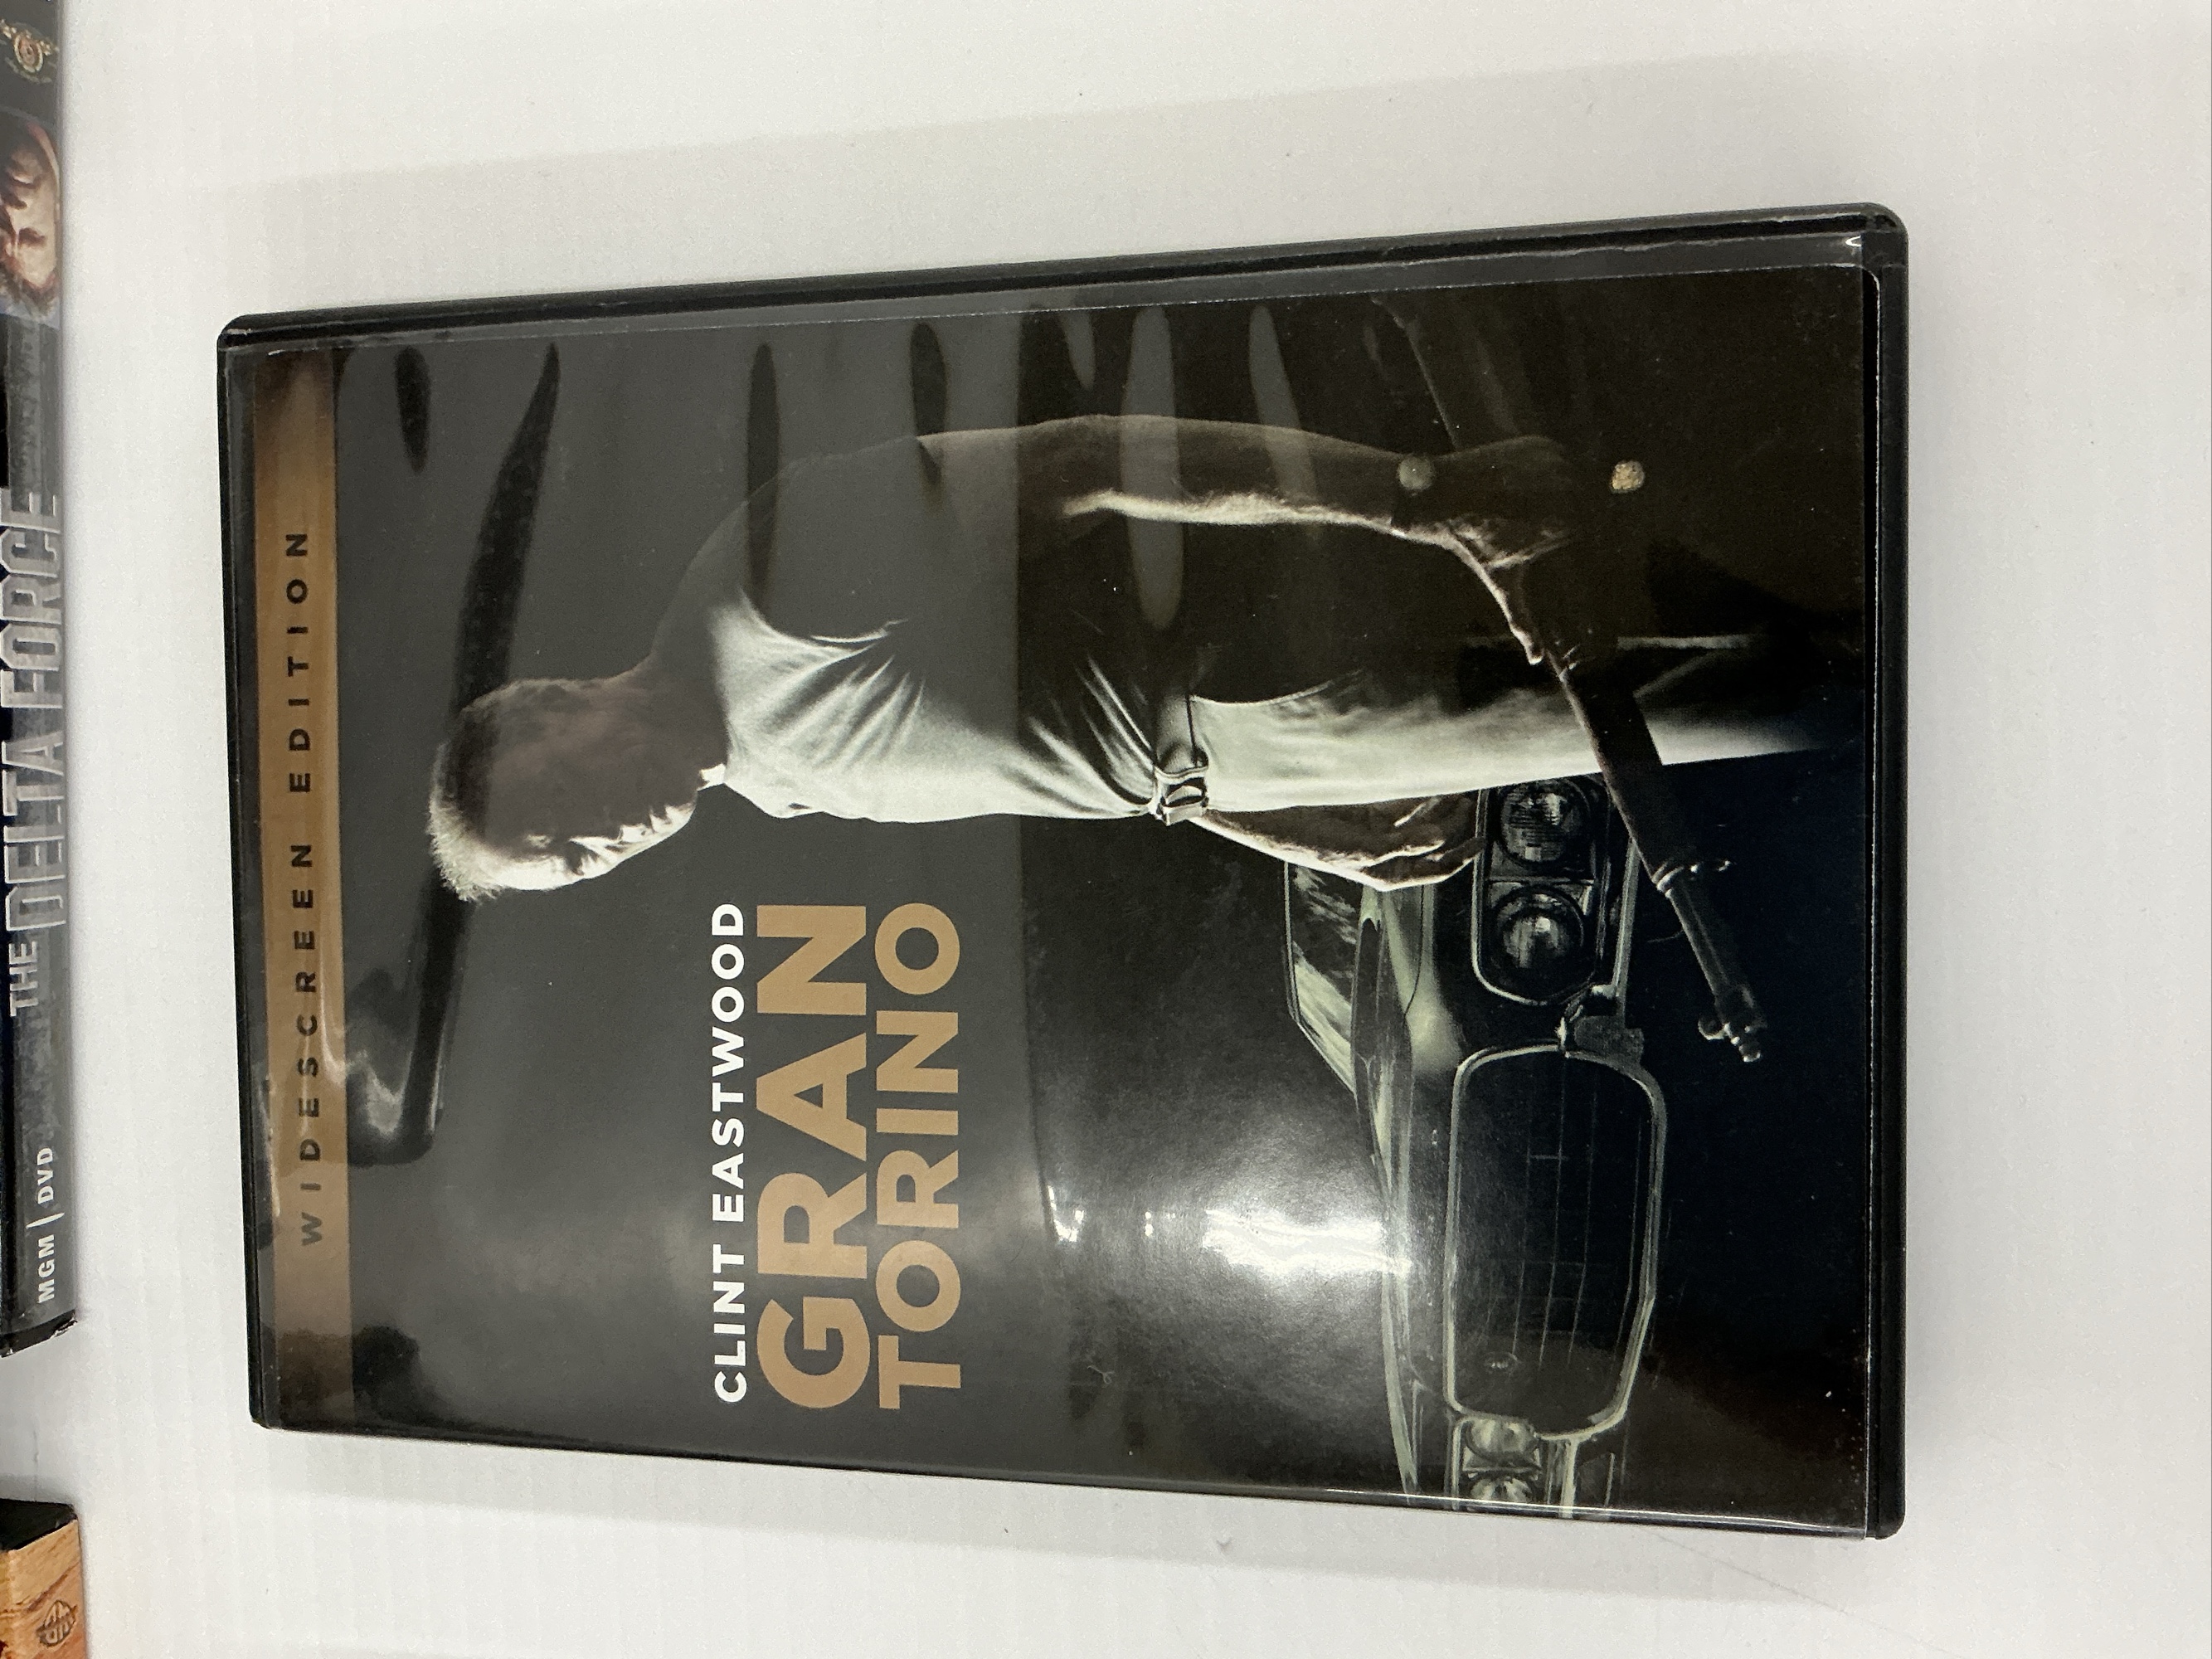 WIDESCREEN EDITION
CLINT EASTWOOD
GRAN
TORINO
MGM | DVD
THE DELTA FORCE